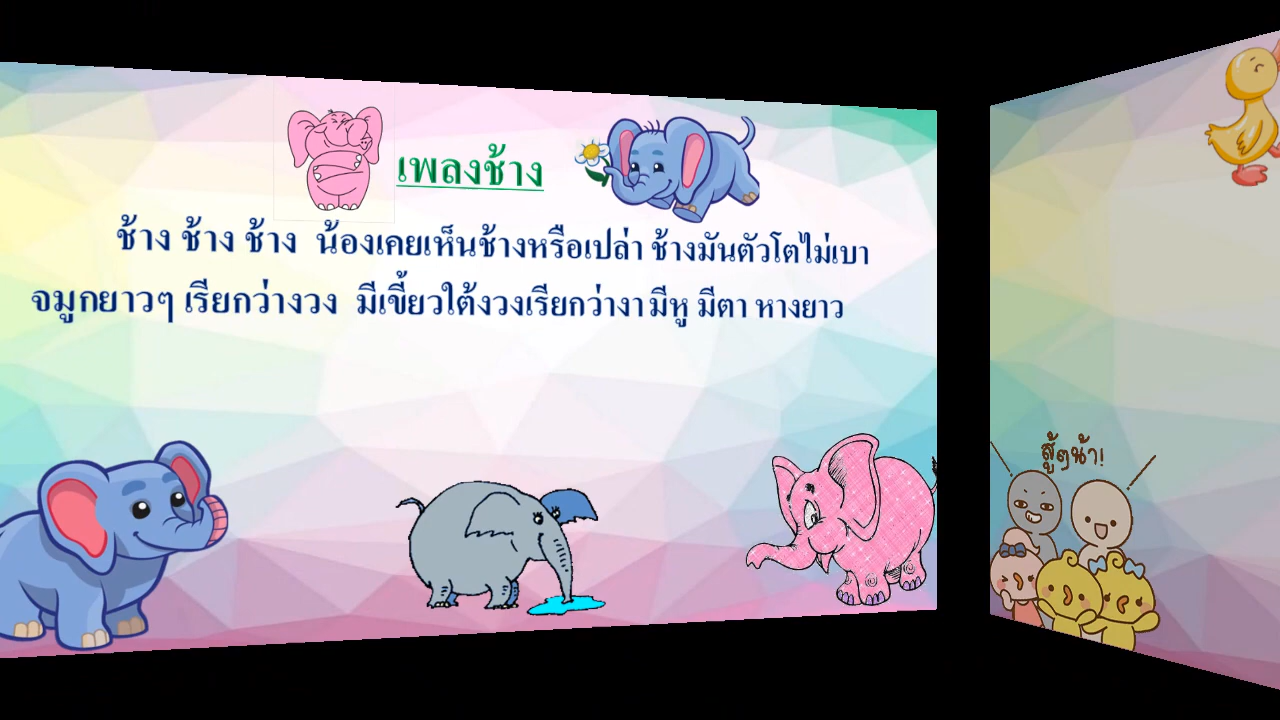 เพลงช้าง
ช้าง ช้าง ช้าง น้องเคยเห็นช้างหรือเปล่า ช้างมันตัวโตไม่เบา
จมูกยาวๆ เรียกว่างวง มีเขี้ยวใต้งวงเรียกว่างา มีหู มีตา หางยาว
สู้ๆน้า!